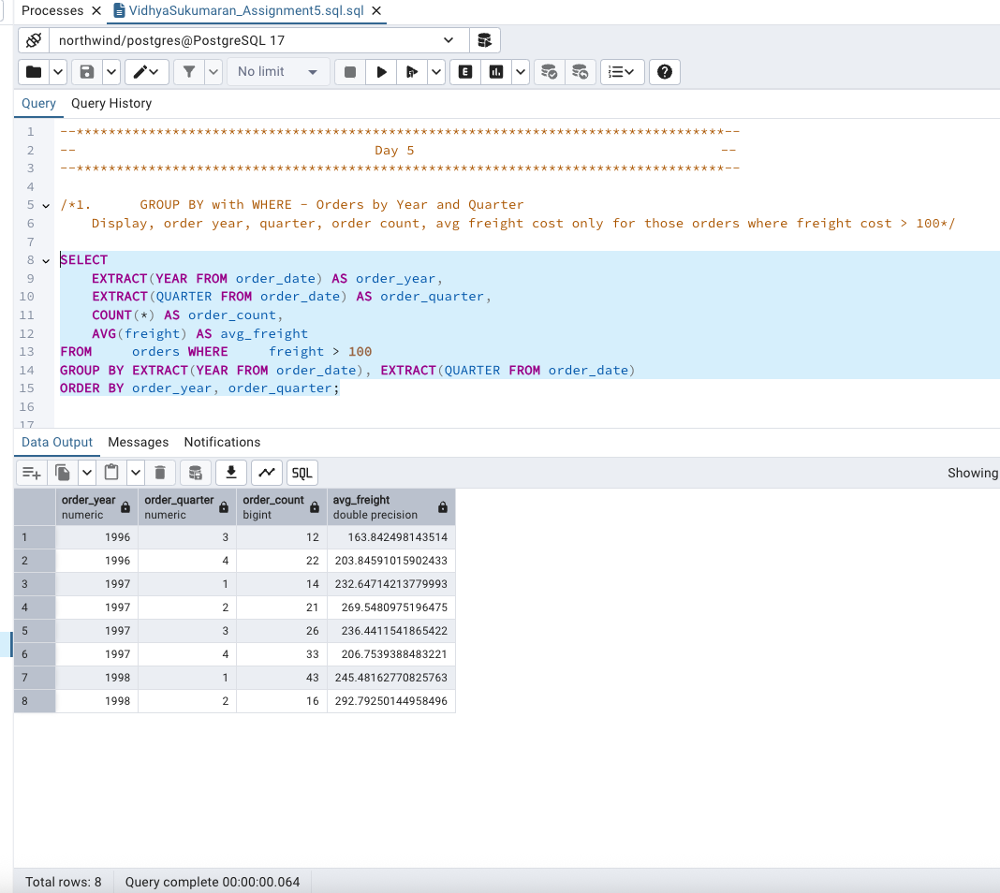 Processes ×  VidhyaSukumaran_Assignment5.sql.sql ×
northwind/postgres@PostgreSQL 17
No limit
Query Query History
1 --*********************************************************************************--
2 -- Day 5 --
3 --*********************************************************************************--
4
5 /*1. GROUP BY with WHERE - Orders by Year and Quarter
6 Display, order year, quarter, order count, avg freight cost only for those orders where freight cost > 100*/
7
8 SELECT
9 EXTRACT(YEAR FROM order_date) AS order_year,
10 EXTRACT(QUARTER FROM order_date) AS order_quarter,
11 COUNT(*) AS order_count,
12 AVG(freight) AS avg_freight
13 FROM orders WHERE freight > 100
14 GROUP BY EXTRACT(YEAR FROM order_date), EXTRACT(QUARTER FROM order_date)
15 ORDER BY order_year, order_quarter;
16
17
Data Output Messages Notifications
SQL Showing
order_year order_quarter order_count avg_freight
numeric numeric bigint double precision
1 1996 3 12 163.842498143514
2 1996 4 22 203.84591015902433
3 1997 1 14 232.64714213779993
4 1997 2 21 269.5480975196475
5 1997 3 26 236.4411541865422
6 1997 4 33 206.7539388483221
7 1998 1 43 245.48162770825763
8 1998 2 16 292.79250144958496
Total rows: 8 Query complete 00:00:00.064